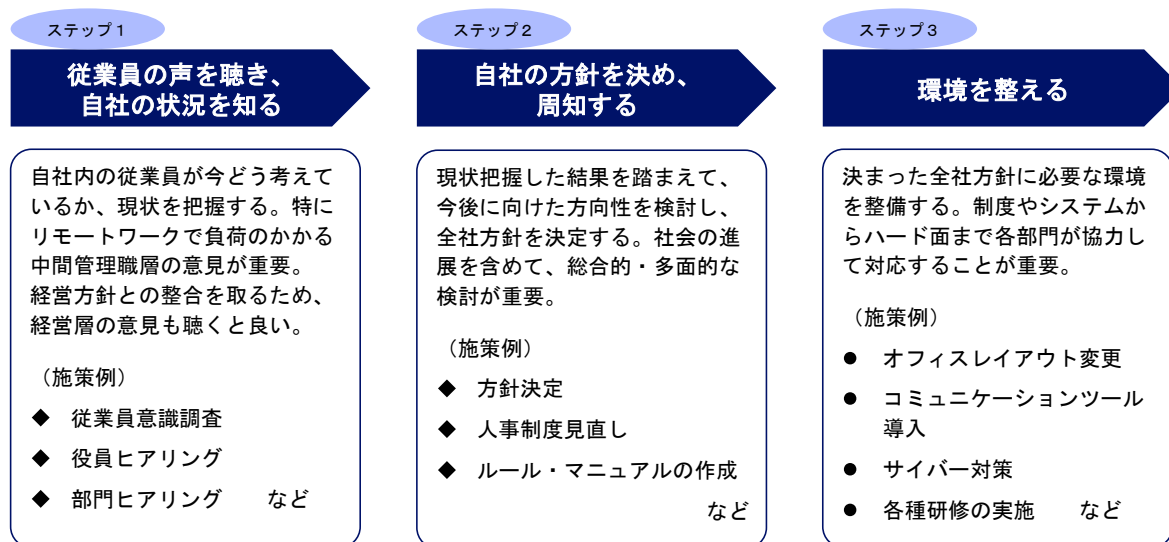 ステップ1
従業員の声を聴き、
自社の状況を知る
自社内の従業員が今どう考えて
いるか、現状を把握する。特に
リモートワークで負荷のかかる
中間管理職層の意見が重要。
経営方針との整合を取るため、
経営層の意見も聴くと良い。
（施策例）
◆ 従業員意識調査
◆ 役員ヒアリング
◆ 部門ヒアリング　　など
ステップ2
自社の方針を決め、
周知する
現状把握した結果を踏まえて、
今後に向けた方向性を検討し、
全社方針を決定する。社会の進
展を含めて、総合的・多面的な
検討が重要。
（施策例）
◆ 方針決定
◆ 人事制度見直し
◆ ルール・マニュアルの作成
など
ステップ3
環境を整える
決まった全社方針に必要な環境
を整備する。制度やシステムか
らハード面まで各部門が協力し
て対応することが重要。
（施策例）
● オフィスレイアウト変更
● コミュニケーションツール
導入
● サイバー対策
● 各種研修の実施　　など